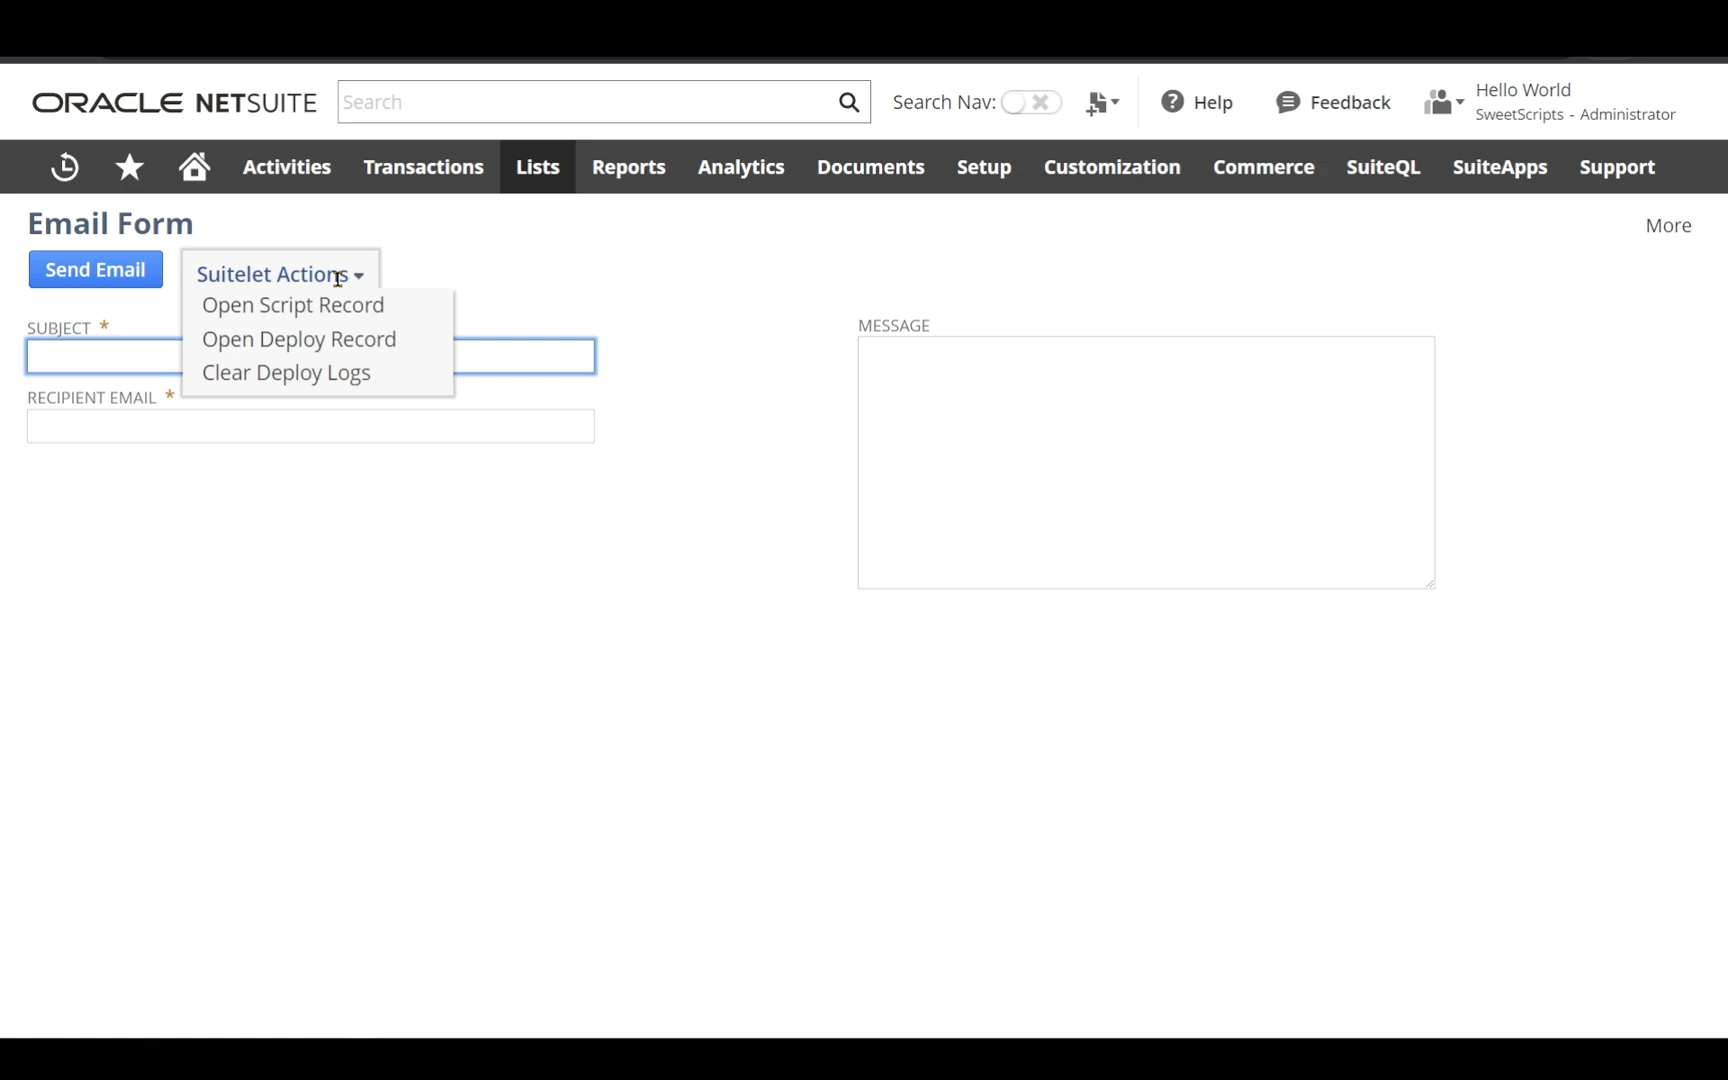 ORACLE NETSUITE Search Search Nav: Help Feedback Hello World
SweetScripts - Administrator
Activities Transactions Lists Reports Analytics Documents Setup Customization Commerce SuiteQL SuiteApps Support
Email Form More
Send Email Suitelet Actions
Open Script Record
Open Deploy Record
Clear Deploy Logs
SUBJECT *
RECIPIENT EMAIL *
MESSAGE